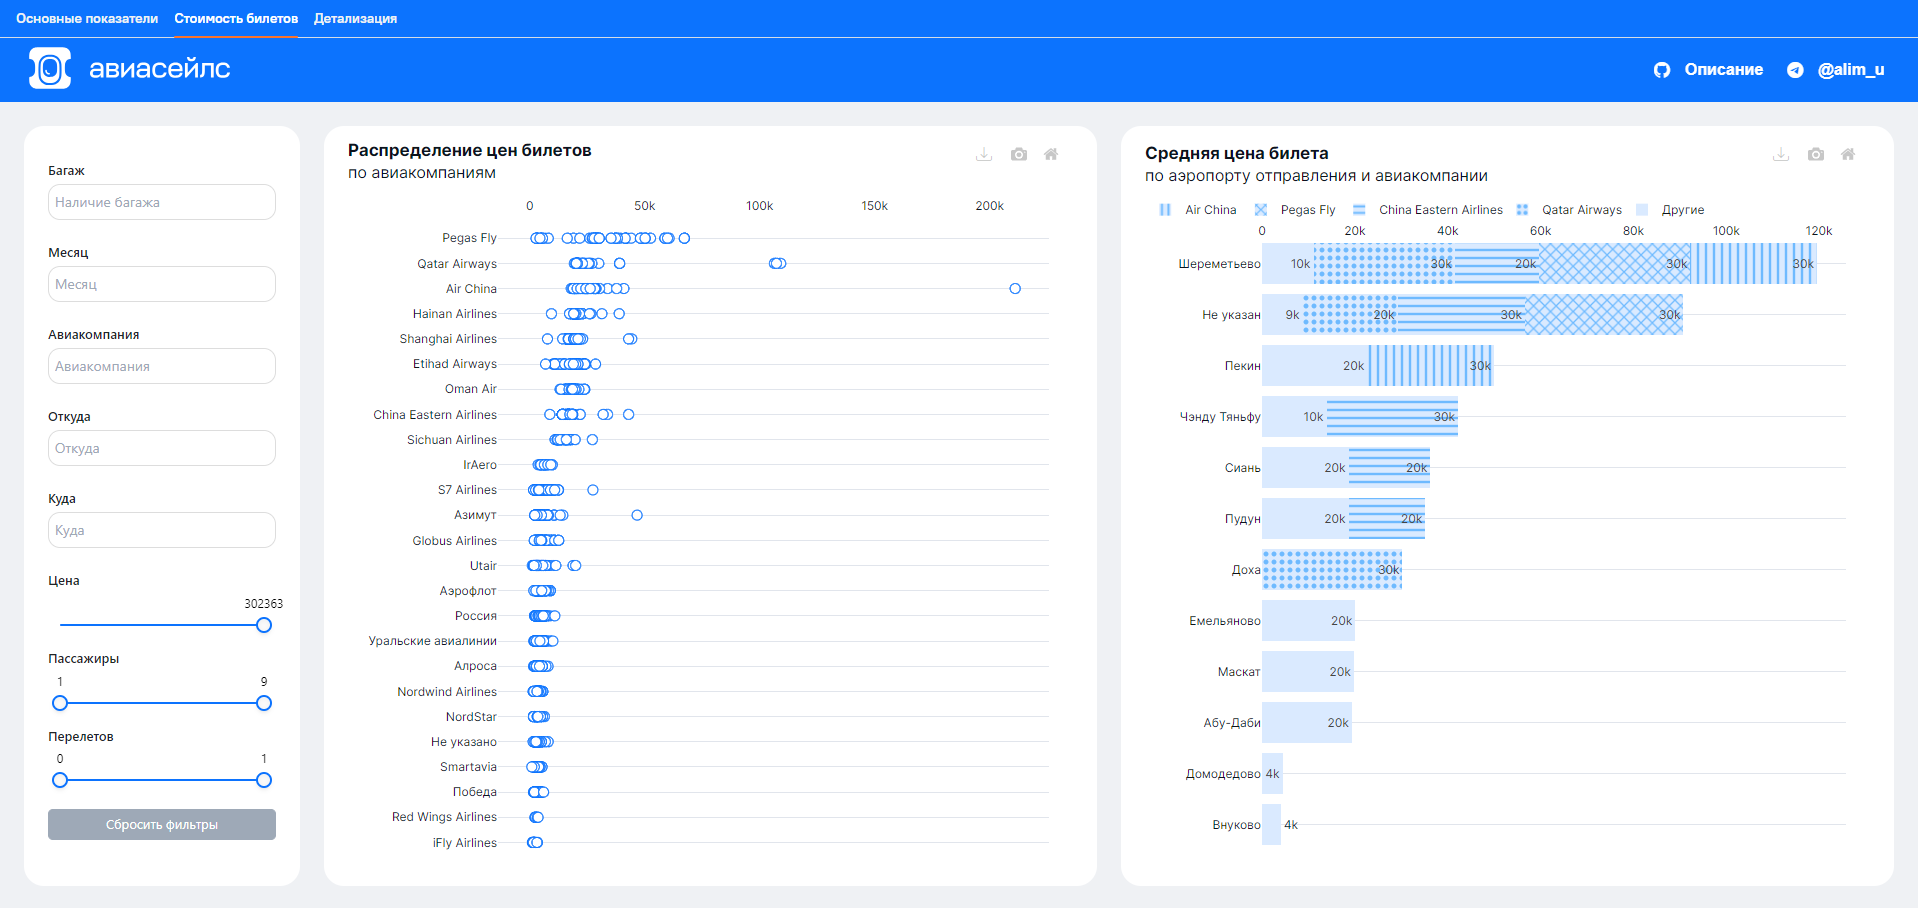 Основные показатели Стоимость билетов Детализация
авиасейлс
Описание @alim_u
Багаж
Наличие багажа
Месяц
Месяц
Авиакомпания
Авиакомпания
Откуда
Откуда
Куда
Куда
Цена
302363
Пассажиры
1 9
Перелетов
0 1
Сбросить фильтры
Распределение цен билетов
по авиакомпаниям
0 50k 100k 150k 200k
Pegas Fly
Qatar Airways
Air China
Hainan Airlines
Shanghai Airlines
Etihad Airways
Oman Air
China Eastern Airlines
Sichuan Airlines
IrAero
S7 Airlines
Азимут
Globus Airlines
Utair
Аэрофлот
Россия
Уральские авиалинии
Алроса
Nordwind Airlines
NordStar
Не указано
Smartavia
Победа
Red Wings Airlines
iFly Airlines
Средняя цена билета
по аэропорту отправления и авиакомпании
Air China Pegas Fly China Eastern Airlines Qatar Airways Другие
0 20k 40k 60k 80k 100k 120k
Шереметьево 10k 30k 20k 30k 30k
Не указан 9k 20k 30k 30k
Пекин 20k 30k
Чэнду Тяньфу 10k 30k
Сиань 20k 20k
Пудун 20k 20k
Доха 30k
Емельяново 20k
Маскат 20k
Абу-Даби 20k
Домодедово 4k
Внуково 4k